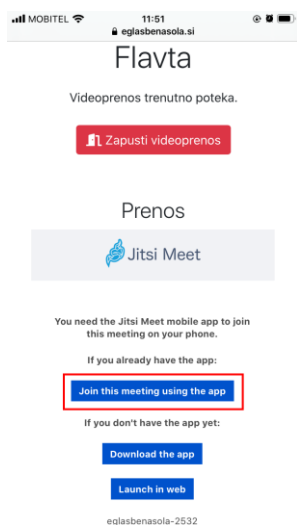 MOBITEL 11:51
eglasbenasola.si
Flavta
Videoprenos trenutno poteka.
Zapusti videoprenos
Prenos
Jitsi Meet
You need the Jitsi Meet mobile app to join
this meeting on your phone.
If you already have the app:
Join this meeting using the app
If you don't have the app yet:
Download the app
Launch in web
eglasbenasola-2532